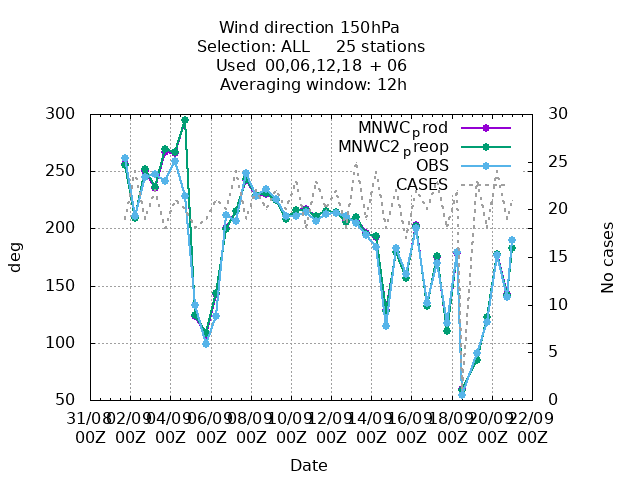 Wind direction 150hPa
Selection: ALL 25 stations
Used 00,06,12,18 + 06
Averaging window: 12h
300 30
MNWCprod
MNWC2preop
OBS
CASES
250 25
200 20
150 15
100 10
5
50 0
deg
No cases
31/08 02/09 04/09 06/09 08/09 10/09 12/09 14/09 16/09 18/09 20/09 22/09
00Z 00Z 00Z 00Z 00Z 00Z 00Z 00Z 00Z 00Z 00Z 00Z
Date